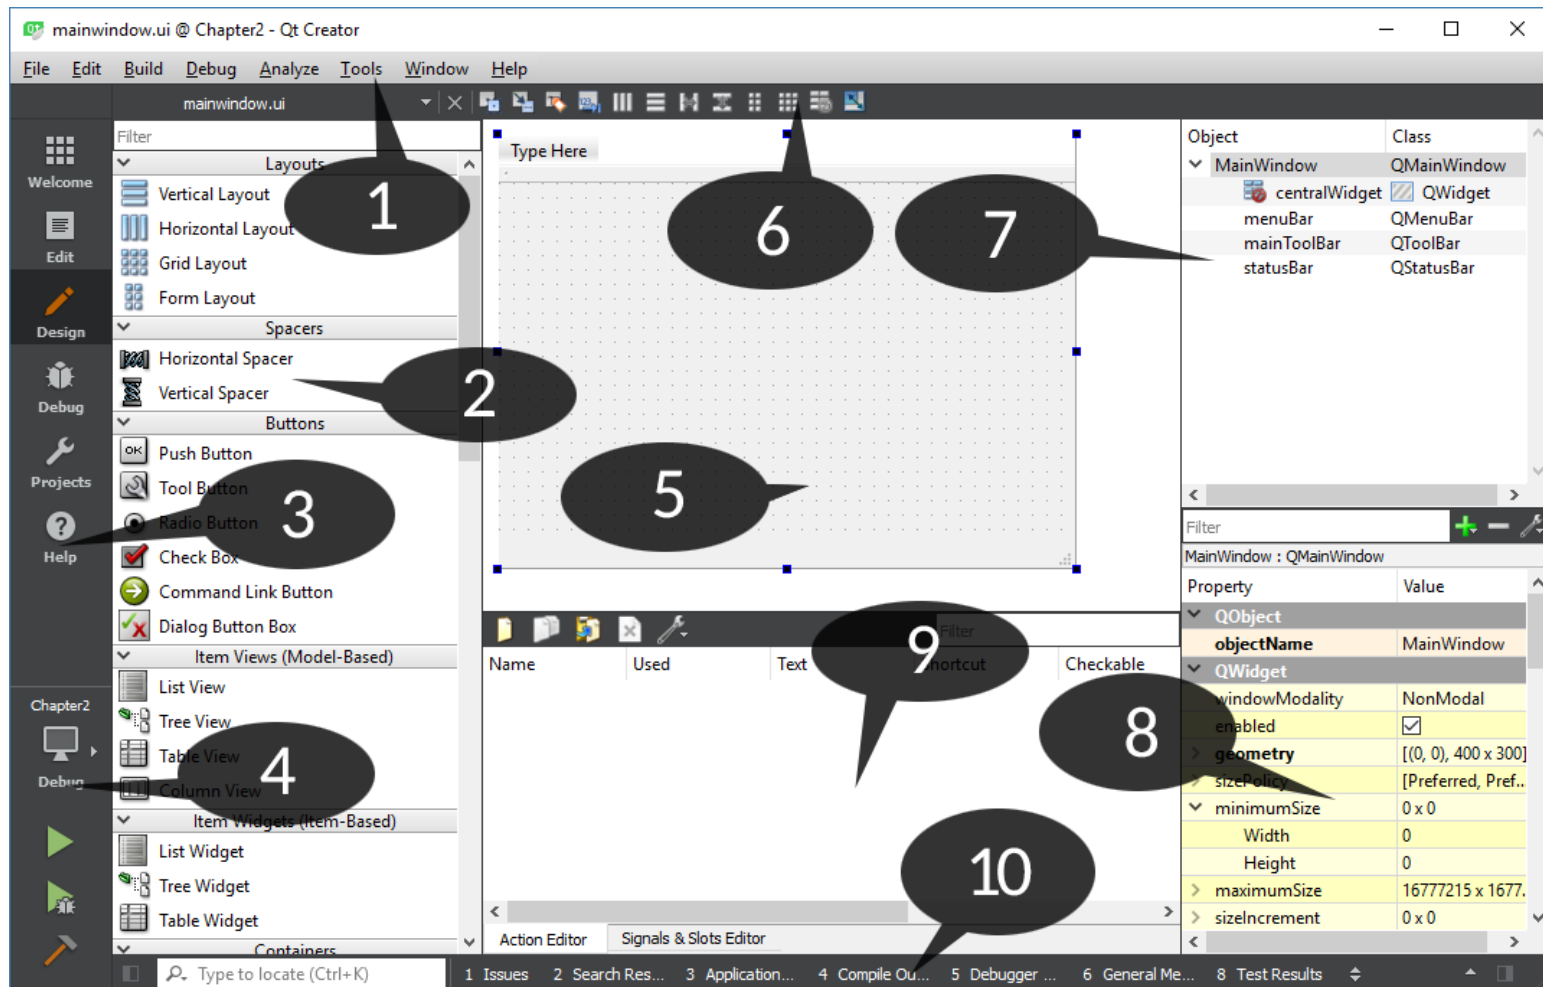 mainwindow.ui @ Chapter2 - Qt Creator
File Edit Build Debug Analyze Tools Window Help
mainwindow.ui
Welcome
Edit
Design
Debug
Projects
Help
Chapter2
Debug
Filter
Layouts
Vertical Layout
Horizontal Layout
Grid Layout
Form Layout
Spacers
Horizontal Spacer
Vertical Spacer
Buttons
OK Push Button
Tool Button
Radio Button
Check Box
Command Link Button
Dialog Button Box
Item Views (Model-Based)
List View
Tree View
Table View
Column View
Item Widgets (Item-Based)
List Widget
Tree Widget
Table Widget
Containers
Type Here
1
2
3
4
5
6
7
8
9
10
Filter
Name Used Text Shortcut Checkable
Action Editor Signals & Slots Editor
Object Class
MainWindow QMainWindow
centralWidget QWidget
menuBar QMenuBar
mainToolBar QToolBar
statusBar QStatusBar
Filter
MainWindow : QMainWindow
Property Value
QObject
objectName MainWindow
QWidget
windowModality NonModal
enabled
geometry [(0, 0), 400 x 300]
sizePolicy [Preferred, Pref...
minimumSize 0 x 0
Width 0
Height 0
maximumSize 16777215 x 1677.
sizeIncrement 0 x 0
Type to locate (Ctrl+K) 1 Issues 2 Search Res... 3 Application... 4 Compile Ou... 5 Debugger ... 6 General Me... 8 Test Results